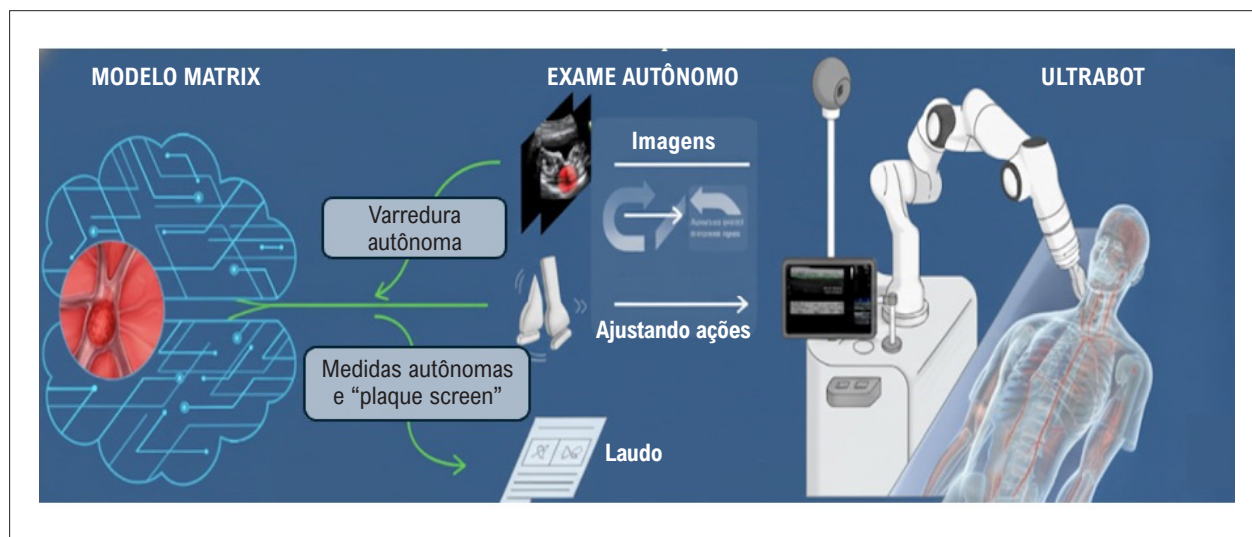 MODELO MATRIX
EXAME AUTÔNOMO
ULTRABOT
Imagens
Varredura
autônoma
Ajustando ações
Medidas autônomas
e “plaque screen”
Laudo